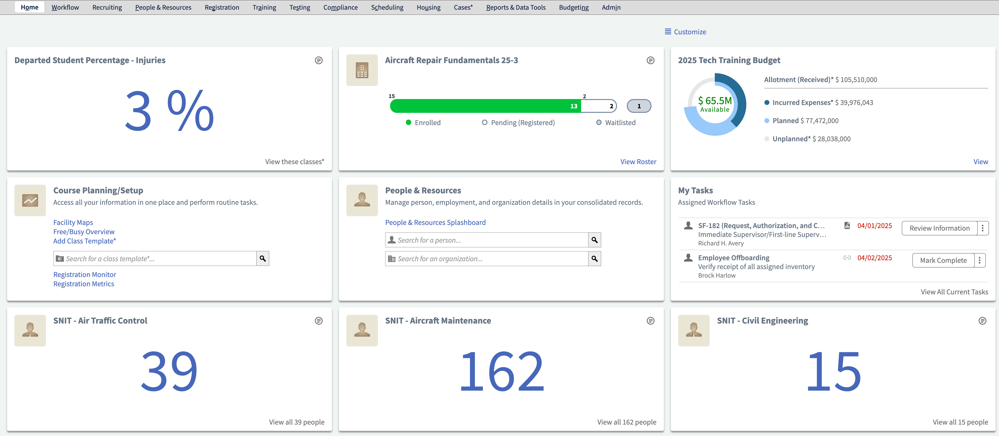 Home Workflow Recruiting People & Resources Registration Training Testing Compliance Scheduling Housing Cases* Reports & Data Tools Budgeting Admin
Customize
Departed Student Percentage - Injuries
3 %
View these classes*
Aircraft Repair Fundamentals 25-3
15 2
13 2 1
Enrolled Pending (Registered) Waitlisted
View Roster
2025 Tech Training Budget
$ 65.5M
Available
Allotment (Received)* $ 105,510,000
Incurred Expenses* $ 39,976,043
Planned $ 77,472,000
Unplanned* $ 28,038,000
View
Course Planning/Setup
Access all your information in one place and perform routine tasks.
Facility Maps
Free/Busy Overview
Add Class Template*
Search for a class template*...
Registration Monitor
Registration Metrics
People & Resources
Manage person, employment, and organization details in your consolidated records.
People & Resources Splashboard
Search for a person...
Search for an organization...
My Tasks
Assigned Workflow Tasks
SF-182 (Request, Authorization, and C... 04/01/2025 Review Information
Immediate Supervisor/First-line Superv...
Richard H. Avery
Employee Offboarding 04/02/2025 Mark Complete
Verify receipt of all assigned inventory
Brock Harlow
View All Current Tasks
SNIT - Air Traffic Control
39
View all 39 people
SNIT - Aircraft Maintenance
162
View all 162 people
SNIT - Civil Engineering
15
View all 15 people